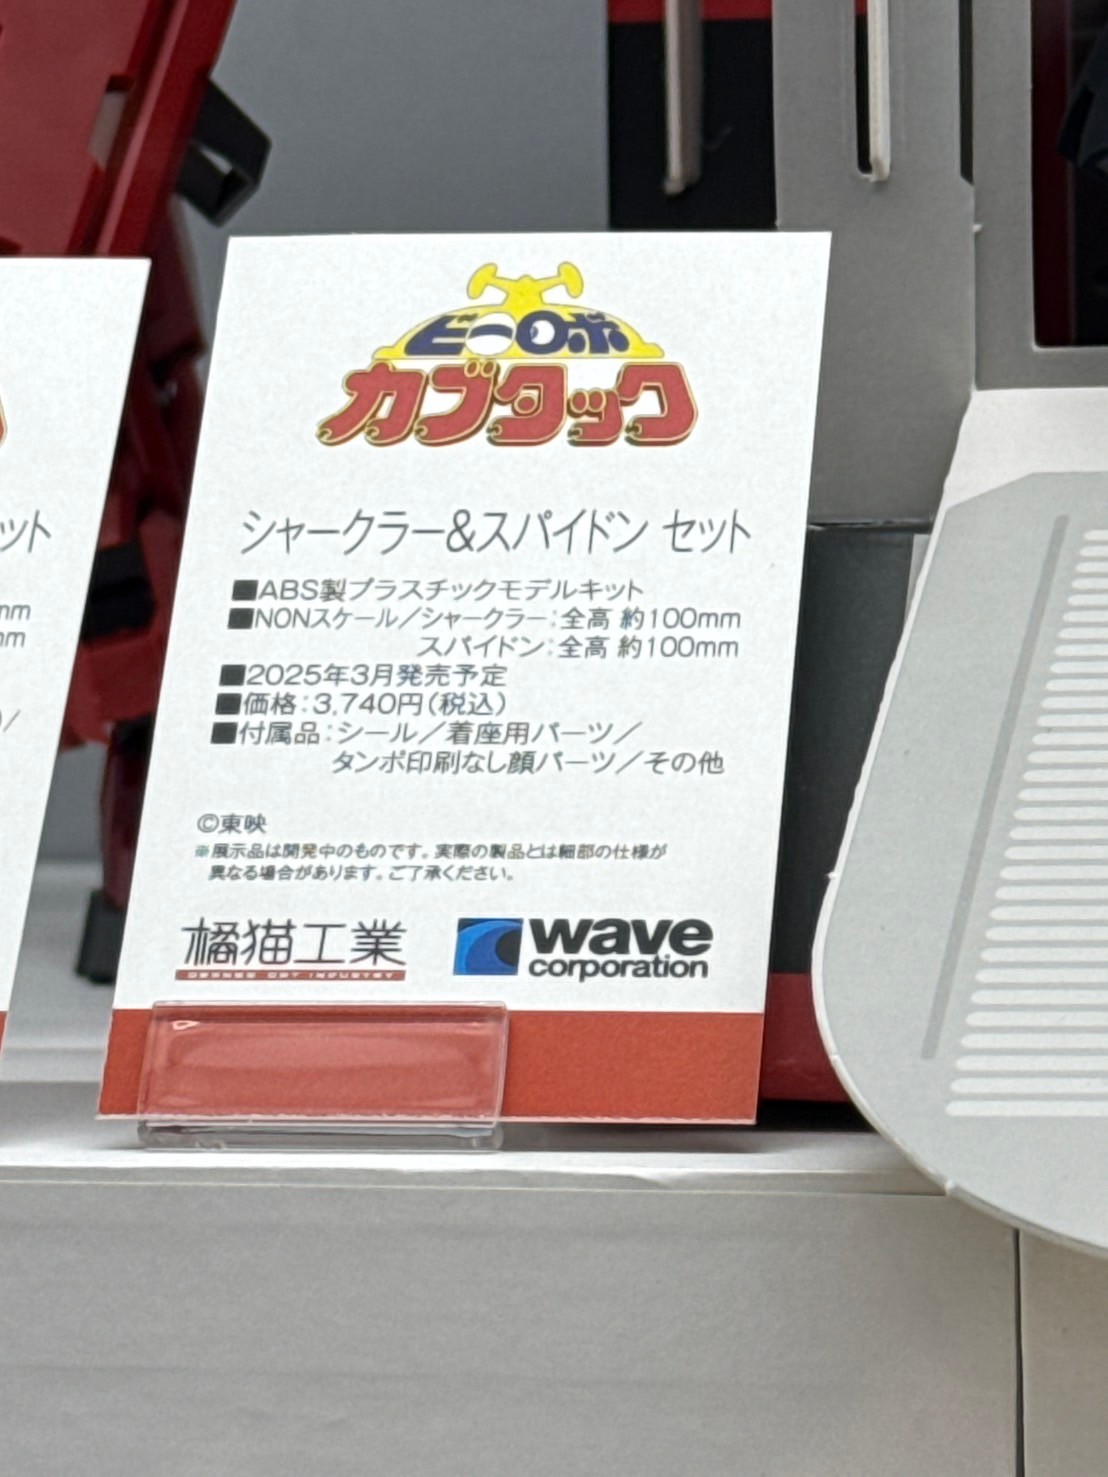 ビーロボ
カブタック
シャークラー&スパイドン セット
■ABS製プラスチックモデルキット
■NONスケール／シャークラー：全高 約100mm
スパイドン：全高 約100mm
■2025年3月発売予定
■価格：3,740円(税込)
■付属品：シール／着座用パーツ／
タンポ印刷なし顔パーツ／その他
©東映
※展示品は開発中のものです。実際の製品とは細部の仕様が
異なる場合があります。ご了承ください。
橘猫工業
ORANGE CAT INDUSTRY
wave
corporation
ット
mm
mm